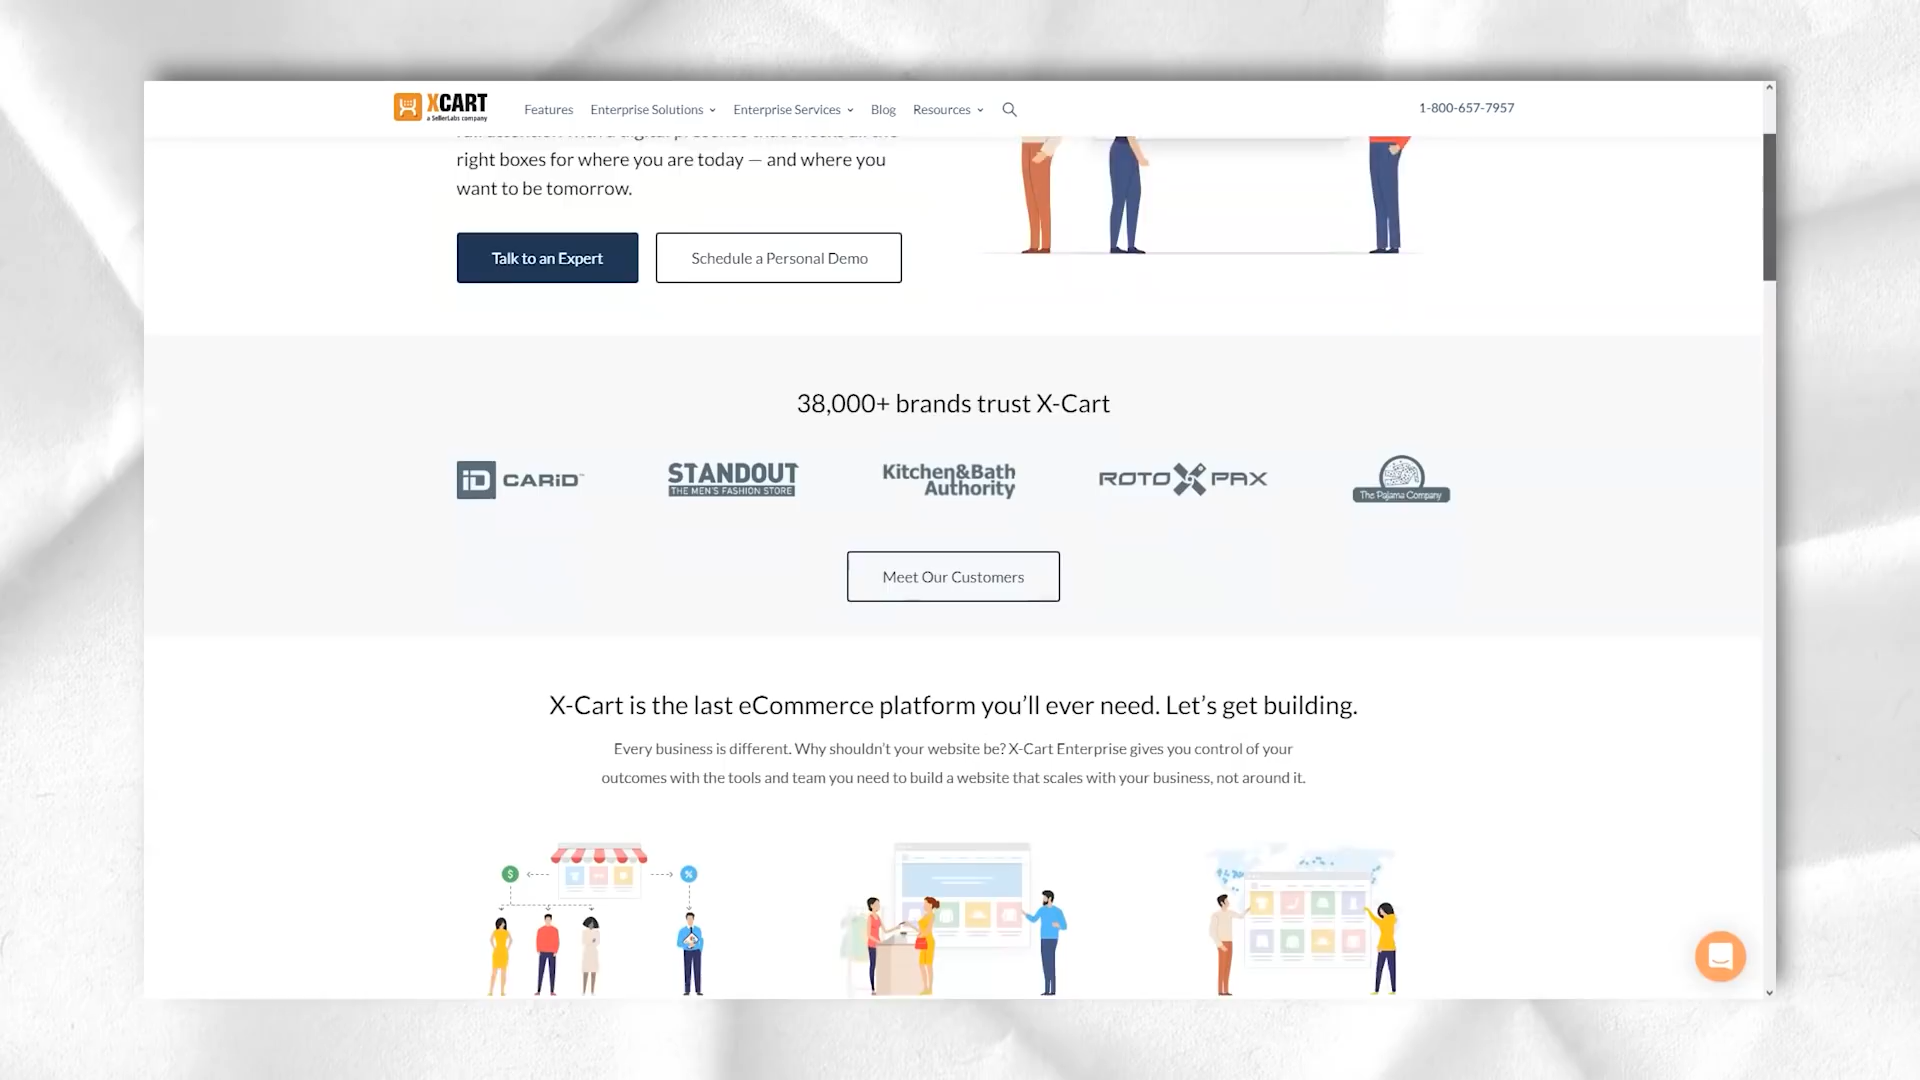 XCART
a SellerLabs company
Features
Enterprise Solutions
Enterprise Services
Blog
Resources
1-800-657-7957
right boxes for where you are today — and where you
want to be tomorrow.
Talk to an Expert
Schedule a Personal Demo
38,000+ brands trust X-Cart
iD CARiD™
STANDOUT
THE MEN'S FASHION STORE
Kitchen&Bath
Authority
ROTO PAX
The Pajama Company
Meet Our Customers
X-Cart is the last eCommerce platform you’ll ever need. Let’s get building.
Every business is different. Why shouldn’t your website be? X-Cart Enterprise gives you control of your
outcomes with the tools and team you need to build a website that scales with your business, not around it.
$
%